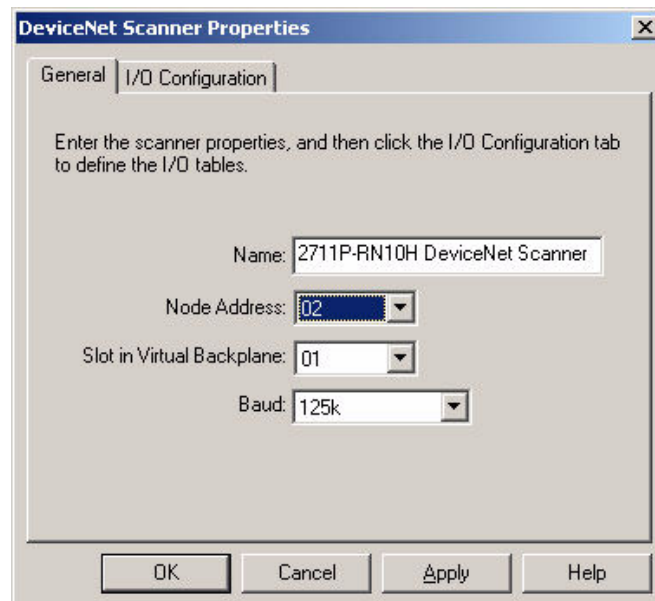 DeviceNet Scanner Properties
General
I/O Configuration
Enter the scanner properties, and then click the I/O Configuration tab
to define the I/O tables.
Name: 2711P-RN10H DeviceNet Scanner
Node Address: 02
Slot in Virtual Backplane: 01
Baud: 125k
OK
Cancel
Apply
Help